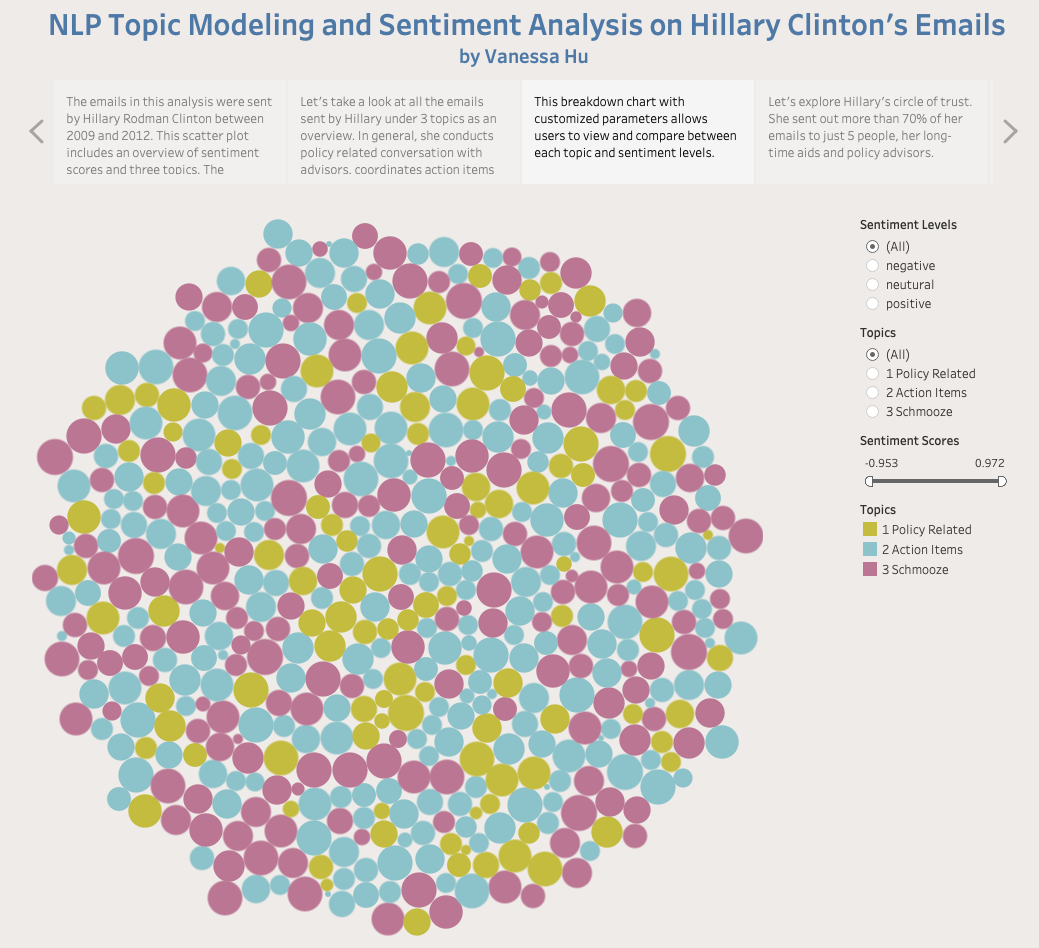 NLP Topic Modeling and Sentiment Analysis on Hillary Clinton's Emails
by Vanessa Hu
The emails in this analysis were sent
by Hillary Rodman Clinton between
2009 and 2012. This scatter plot
includes an overview of sentiment
scores and three topics. The
Let's take a look at all the emails
sent by Hillary under 3 topics as an
overview. In general, she conducts
policy related conversation with
advisors, coordinates action items
This breakdown chart with
customized parameters allows
users to view and compare between
each topic and sentiment levels.
Let's explore Hillary's circle of trust.
She sent out more than 70% of her
emails to just 5 people, her long-
time aids and policy advisors.
Sentiment Levels
(All)
negative
neutural
positive
Topics
(All)
1 Policy Related
2 Action Items
3 Schmooze
Sentiment Scores
-0.953 0.972
Topics
1 Policy Related
2 Action Items
3 Schmooze